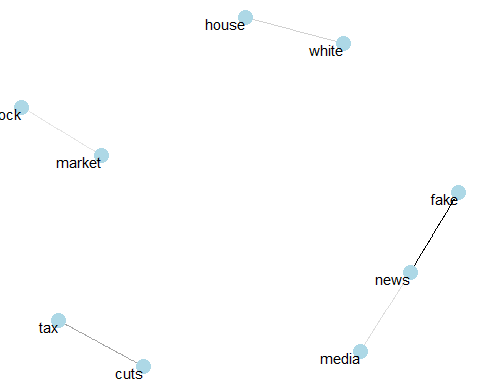 house
white
ock
market
fake
news
tax
media
cuts